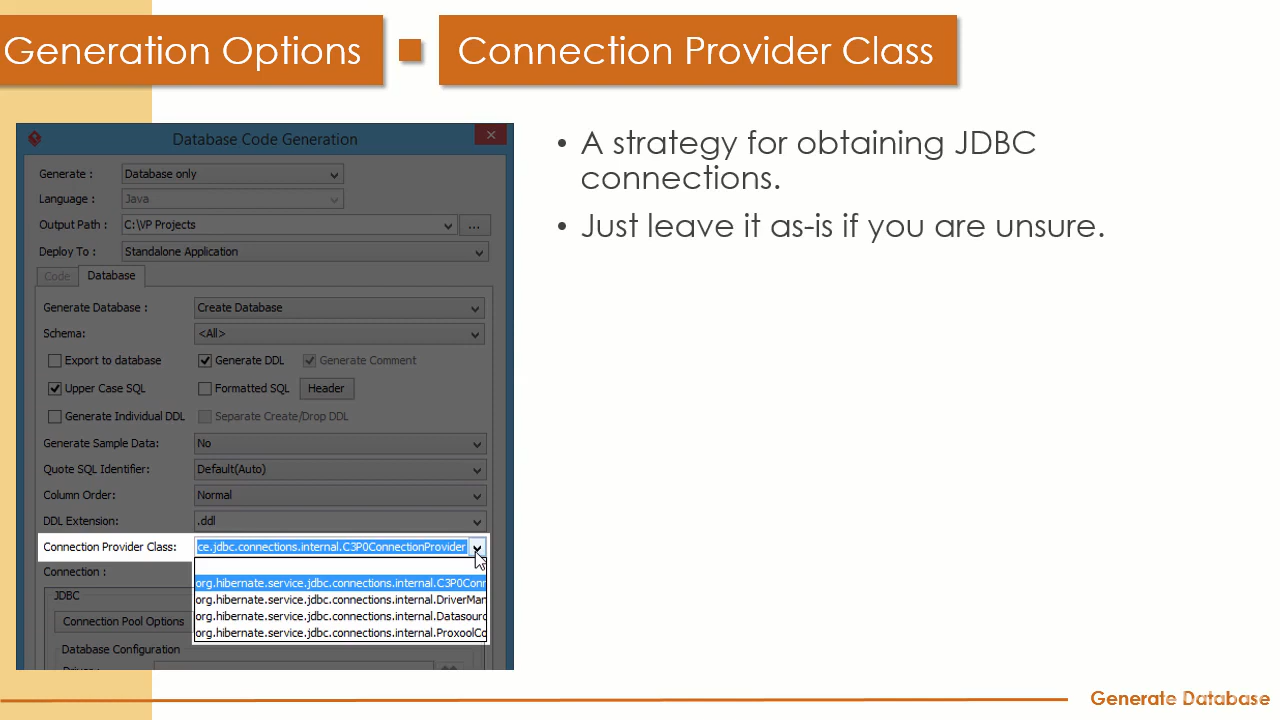 Generation Options
Connection Provider Class
Database Code Generation
Generate : Database only
Language : Java
Output Path : C:\VP Projects ...
Deploy To : Standalone Application
Code Database
Generate Database : Create Database
Schema: <All>
Export to database Generate DDL Generate Comment
Upper Case SQL Formatted SQL Header
Generate Individual DDL Separate Create/Drop DDL
Generate Sample Data: No
Quote SQL Identifier: Default(Auto)
Column Order: Normal
DDL Extension: .ddl
Connection Provider Class: ce.jdbc.connections.internal.C3P0ConnectionProvider
org.hibernate.service.jdbc.connections.internal.C3P0Conn
org.hibernate.service.jdbc.connections.internal.DriverMan
org.hibernate.service.jdbc.connections.internal.Datasourc
org.hibernate.service.jdbc.connections.internal.ProxoolCo
Connection :
JDBC
Connection Pool Options
Database Configuration
• A strategy for obtaining JDBC
connections.
• Just leave it as-is if you are unsure.
Generate Database